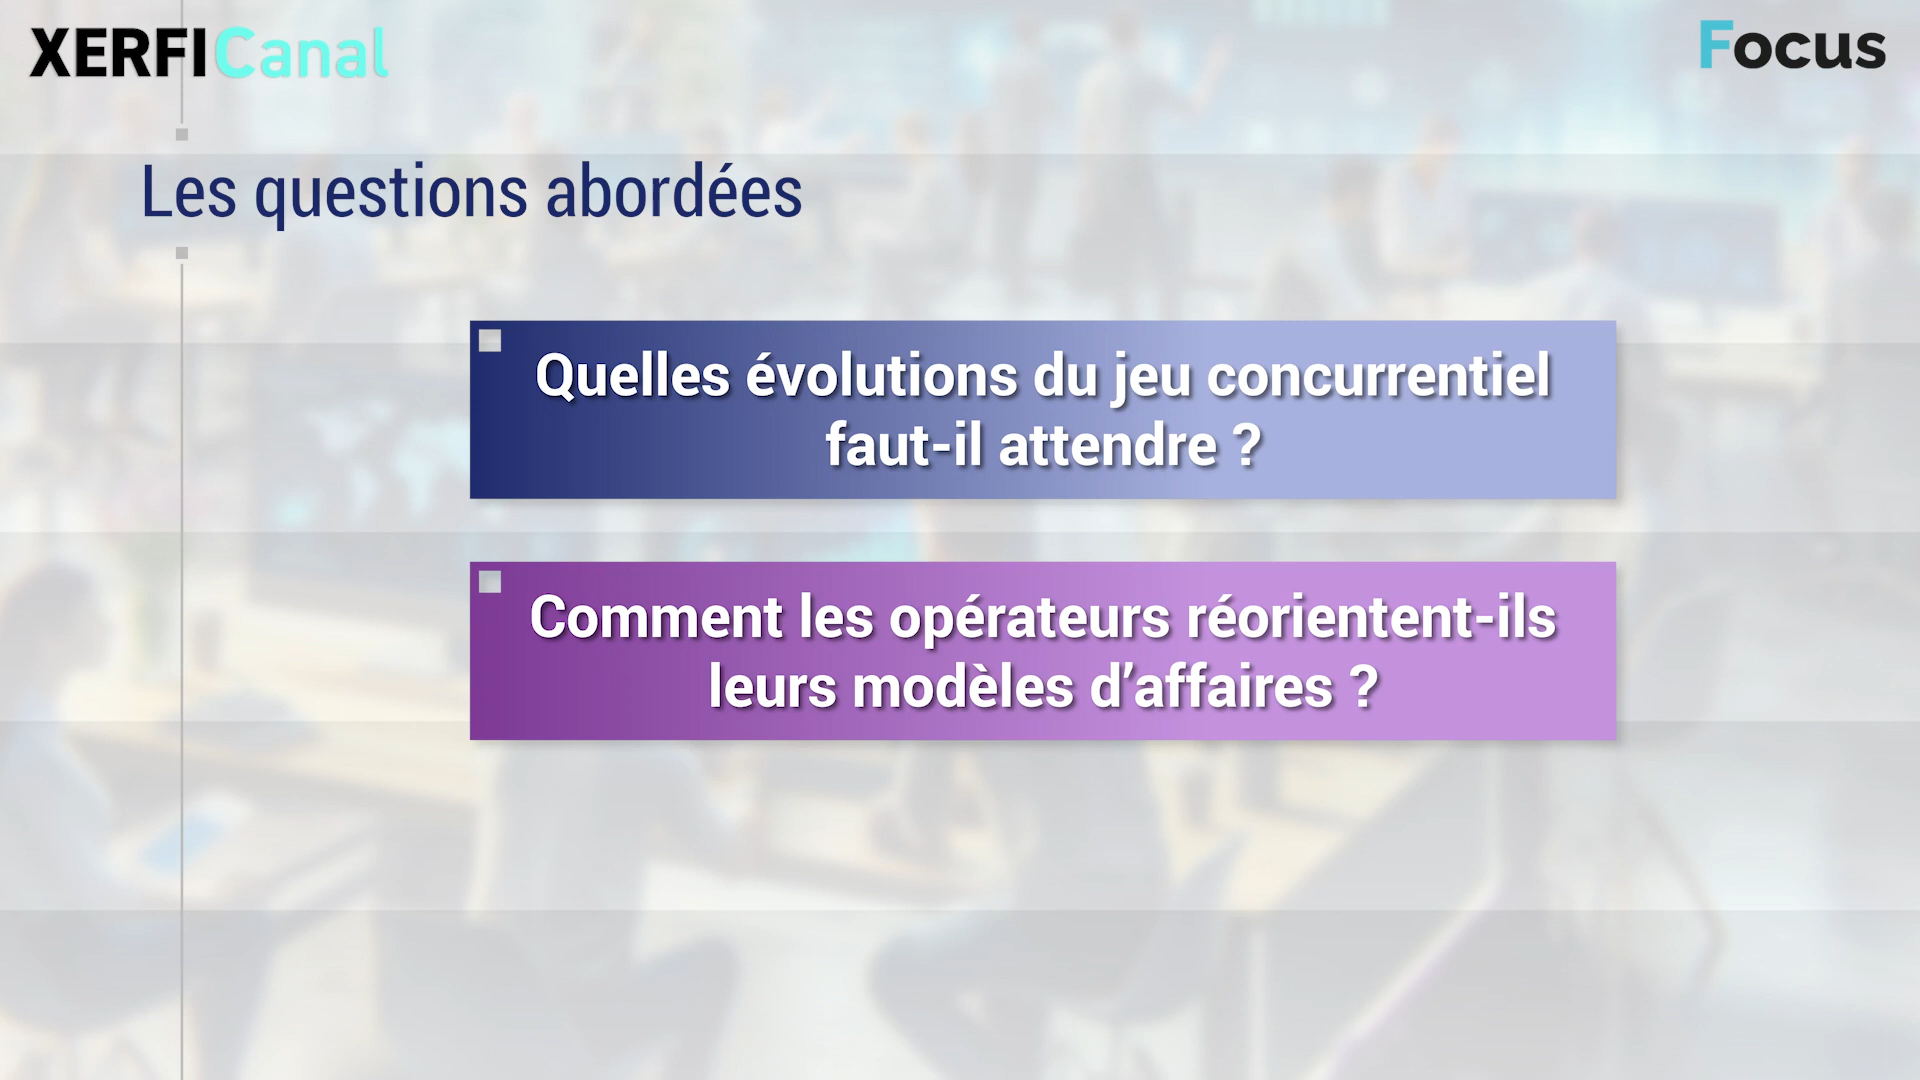 XERFICanal
Focus
Les questions abordées
Quelles évolutions du jeu concurrentiel
faut-il attendre ?
Comment les opérateurs réorientent-ils
leurs modèles d’affaires ?